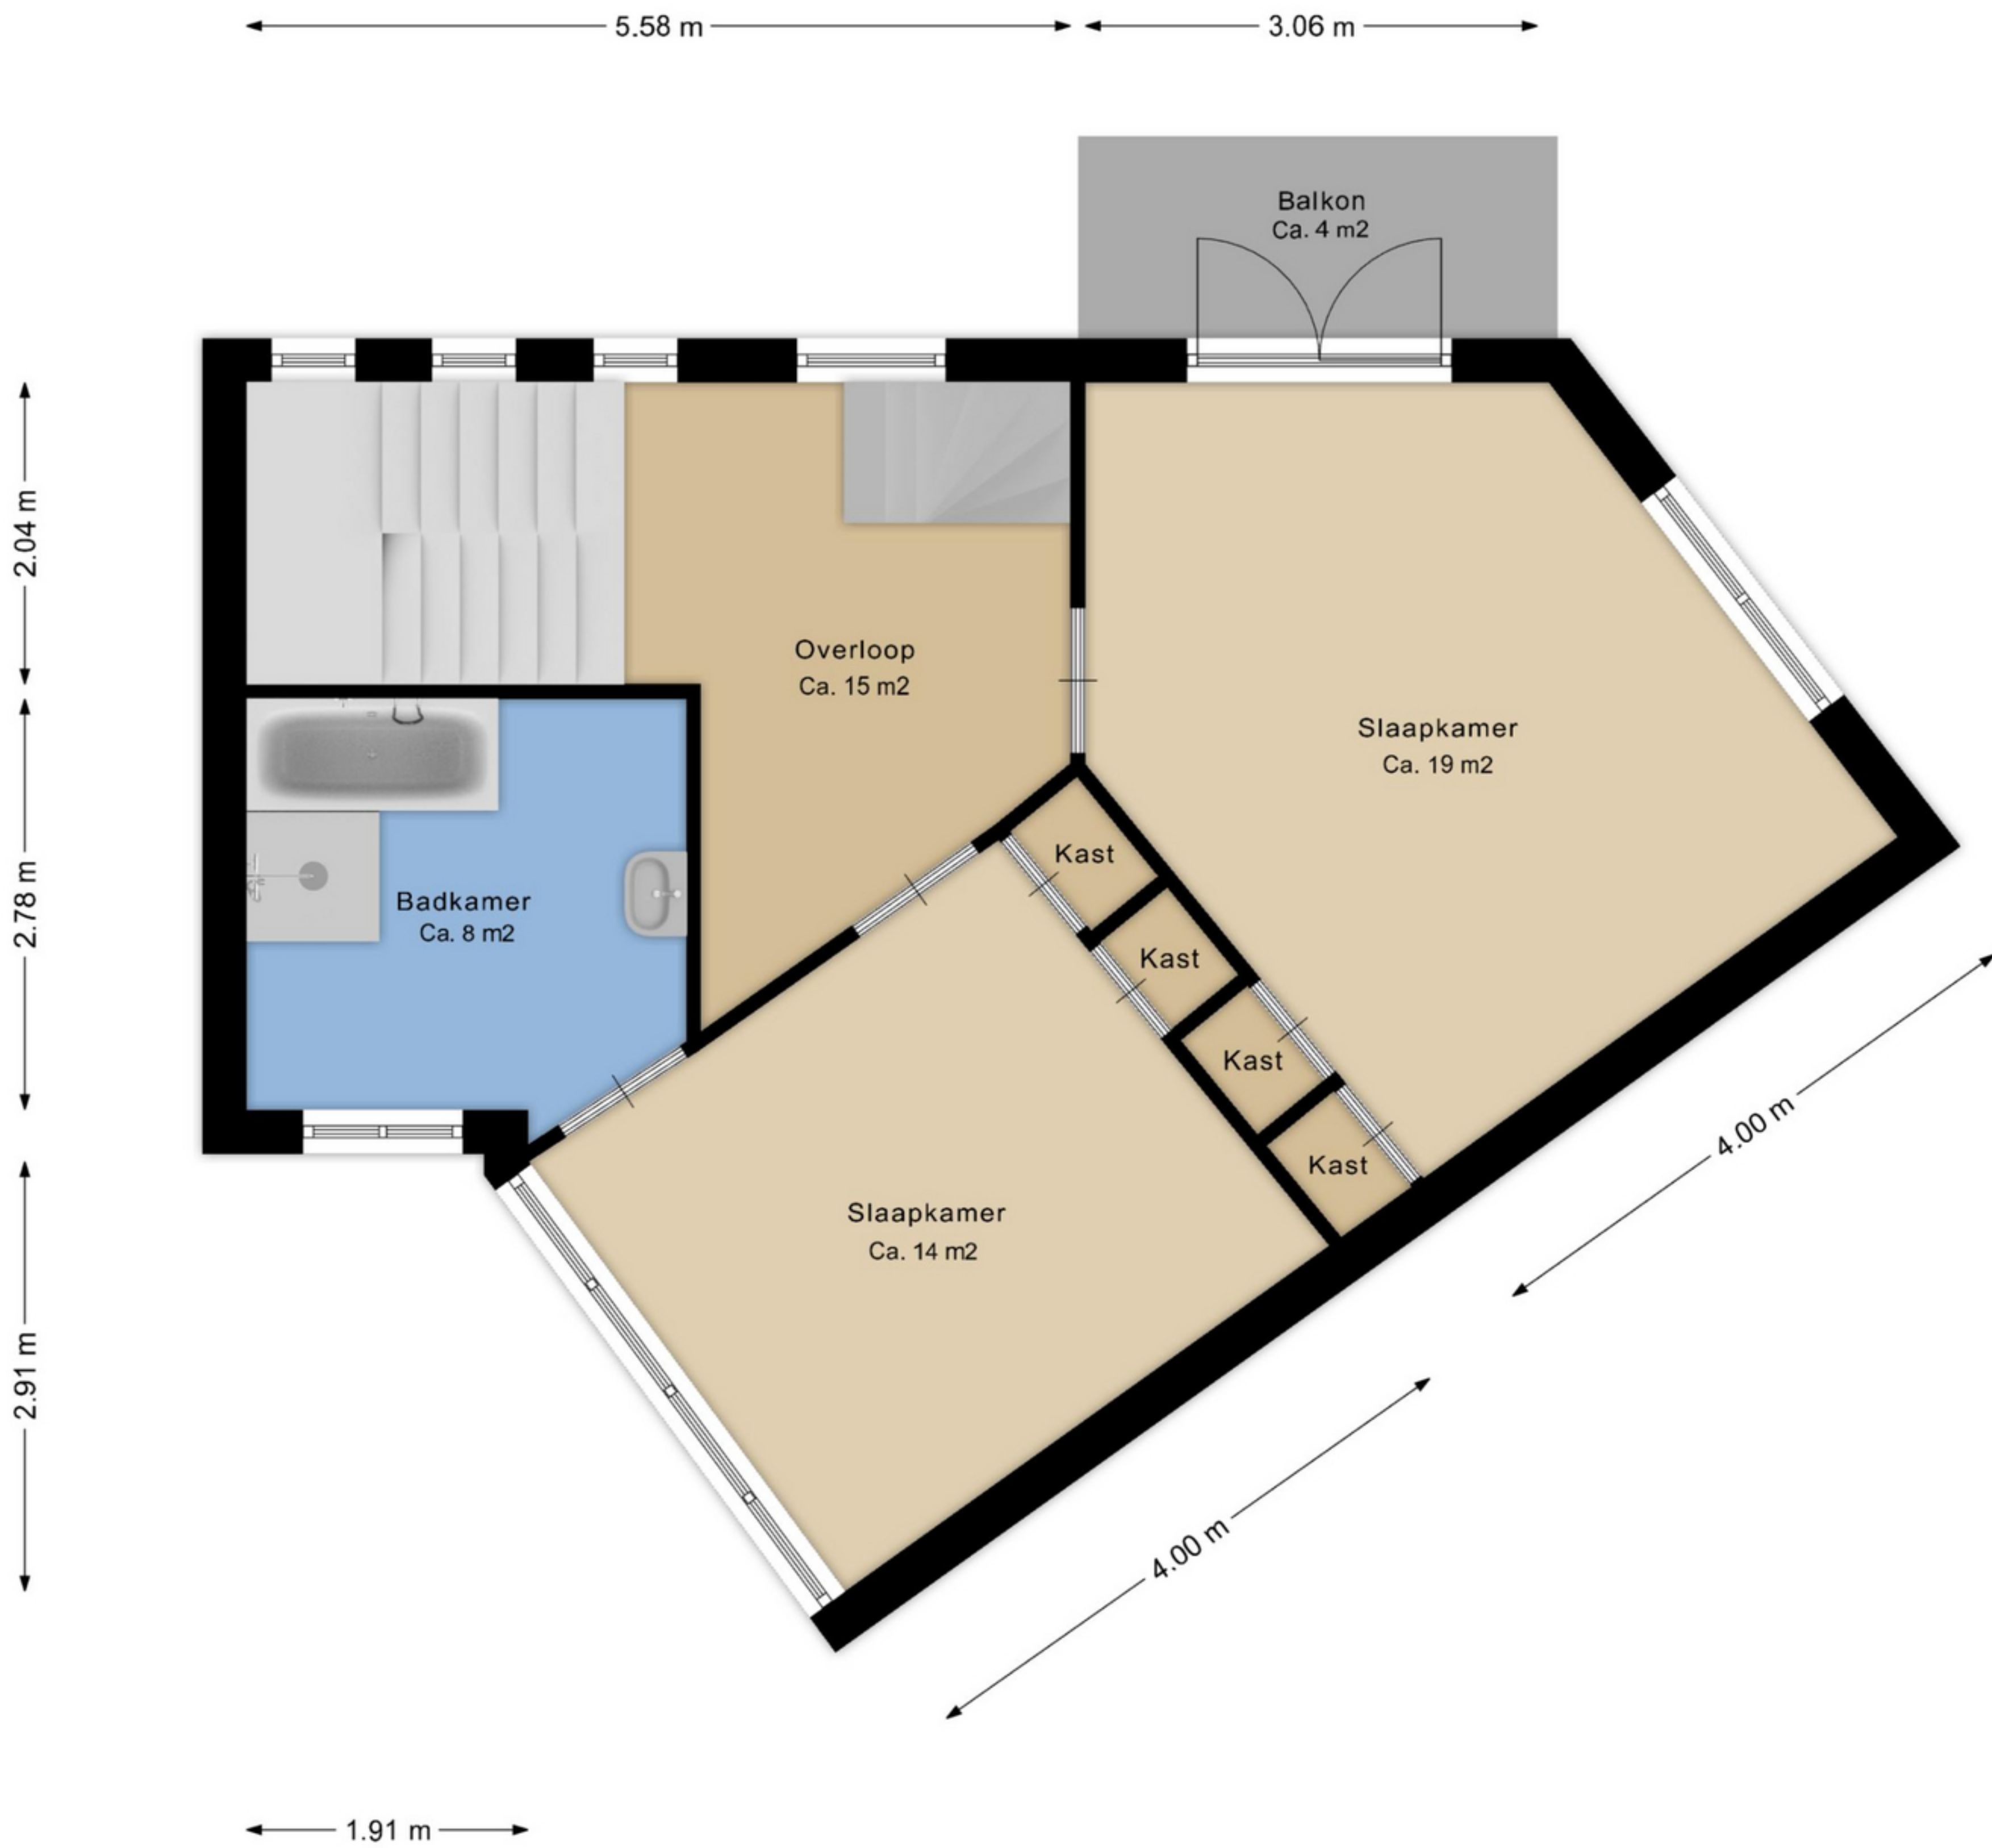 5.58 m
3.06 m
Balkon
Ca. 4 m2
2.04 m
Overloop
Ca. 15 m2
Slaapkamer
Ca. 19 m2
Kast
2.78 m
Badkamer
Ca. 8 m2
Kast
Kast
4.00 m
Kast
Slaapkamer
Ca. 14 m2
2.91 m
4.00 m
1.91 m